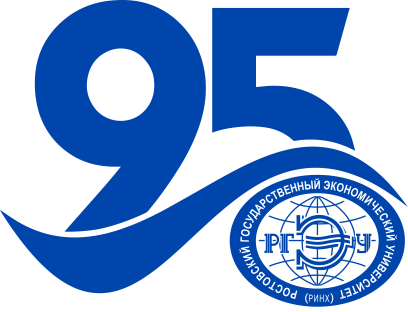 95
РОСТОВСКИЙ ГОСУДАРСТВЕННЫЙ ЭКОНОМИЧЕСКИЙ УНИВЕРСИТЕТ
РГЭУ
(РИНХ)